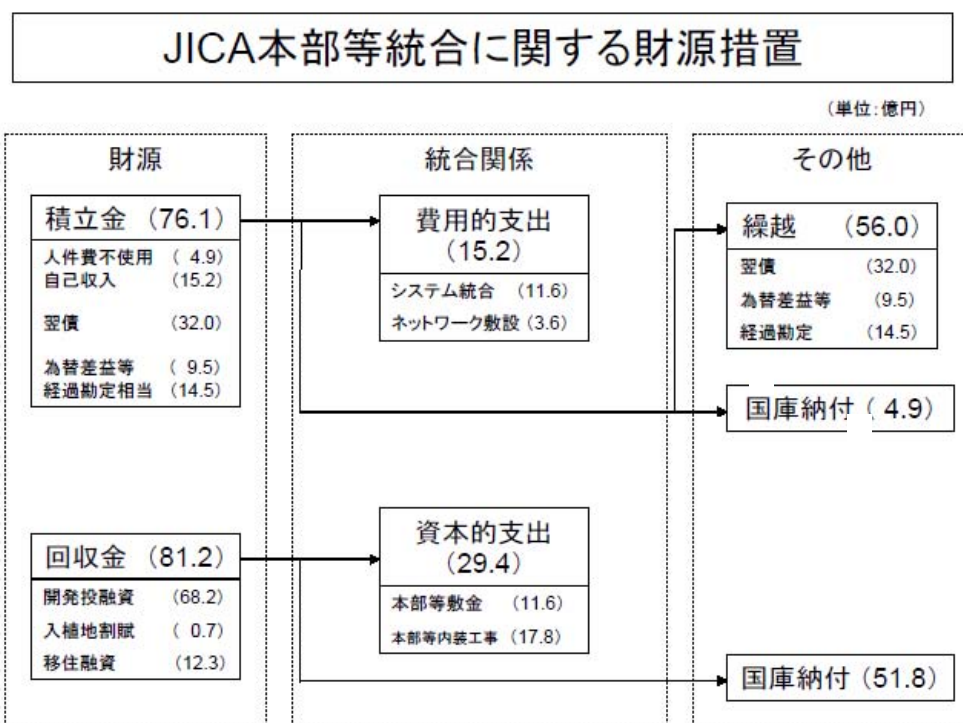 JICA本部等統合に関する財源措置
（単位：億円）
財源
積立金 （76.1）
人件費不使用 （ 4.9）
自己収入 （15.2）
翌債 （32.0）
為替差益等 （ 9.5）
経過勘定相当 （14.5）
回収金 （81.2）
開発投融資 （68.2）
入植地割賦 （ 0.7）
移住融資 （12.3）
統合関係
費用的支出
（15.2）
システム統合 （11.6）
ネットワーク敷設 （3.6）
資本的支出
（29.4）
本部等敷金 （11.6）
本部等内装工事 （17.8）
その他
繰越 （56.0）
翌債 （32.0）
為替差益等 （9.5）
経過勘定 （14.5）
国庫納付（ 4.9）
国庫納付（51.8）